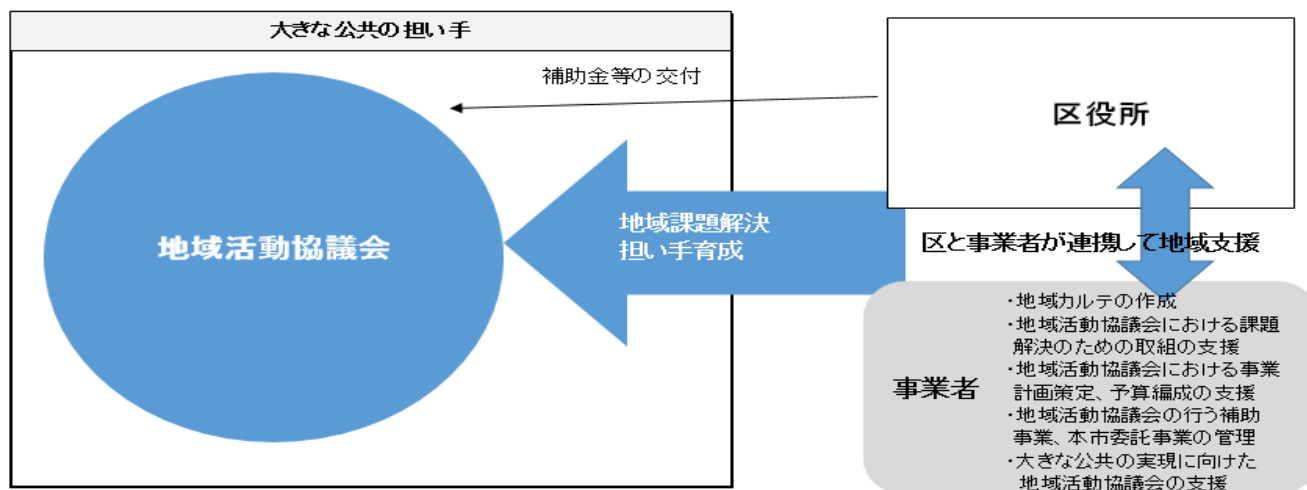 大きな公共の担い手
補助金等の交付
区役所
地域活動協議会
地域課題解決
担い手育成
区と事業者が連携して地域支援
事業者
・地域カルテの作成
・地域活動協議会における課題
解決のための取組の支援
・地域活動協議会における事業
計画策定、予算編成の支援
・地域活動協議会の行う補助
事業、本市委託事業の管理
・大きな公共の実現に向けた
地域活動協議会の支援